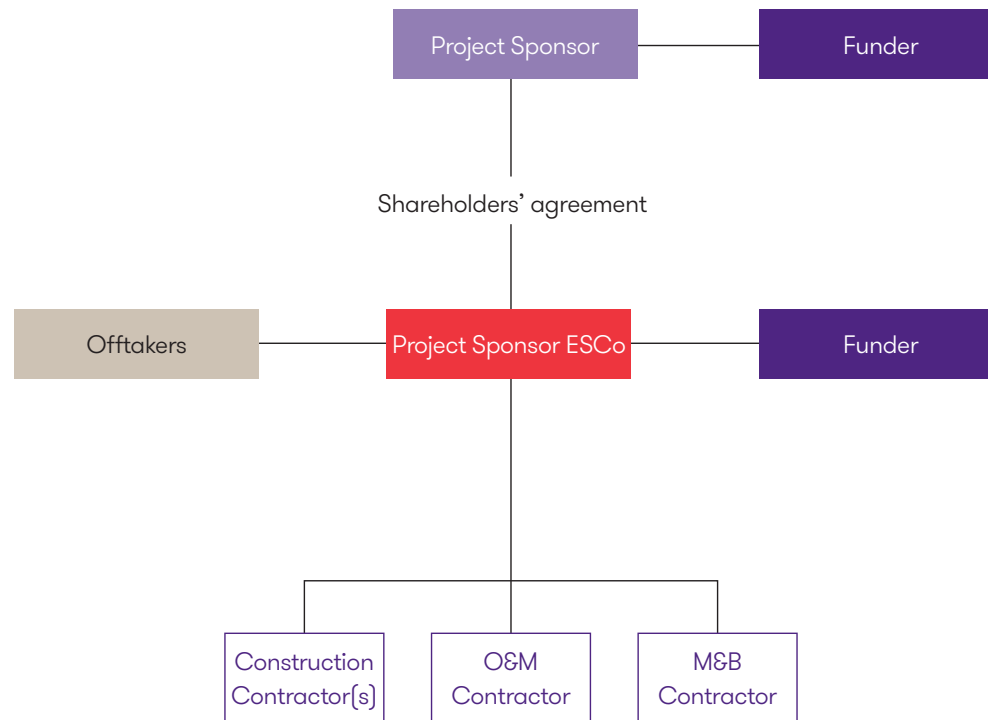 Project Sponsor
Funder
Shareholders’ agreement
Offtakers
Project Sponsor ESCo
Funder
Construction
Contractor(s)
O&M
Contractor
M&B
Contractor